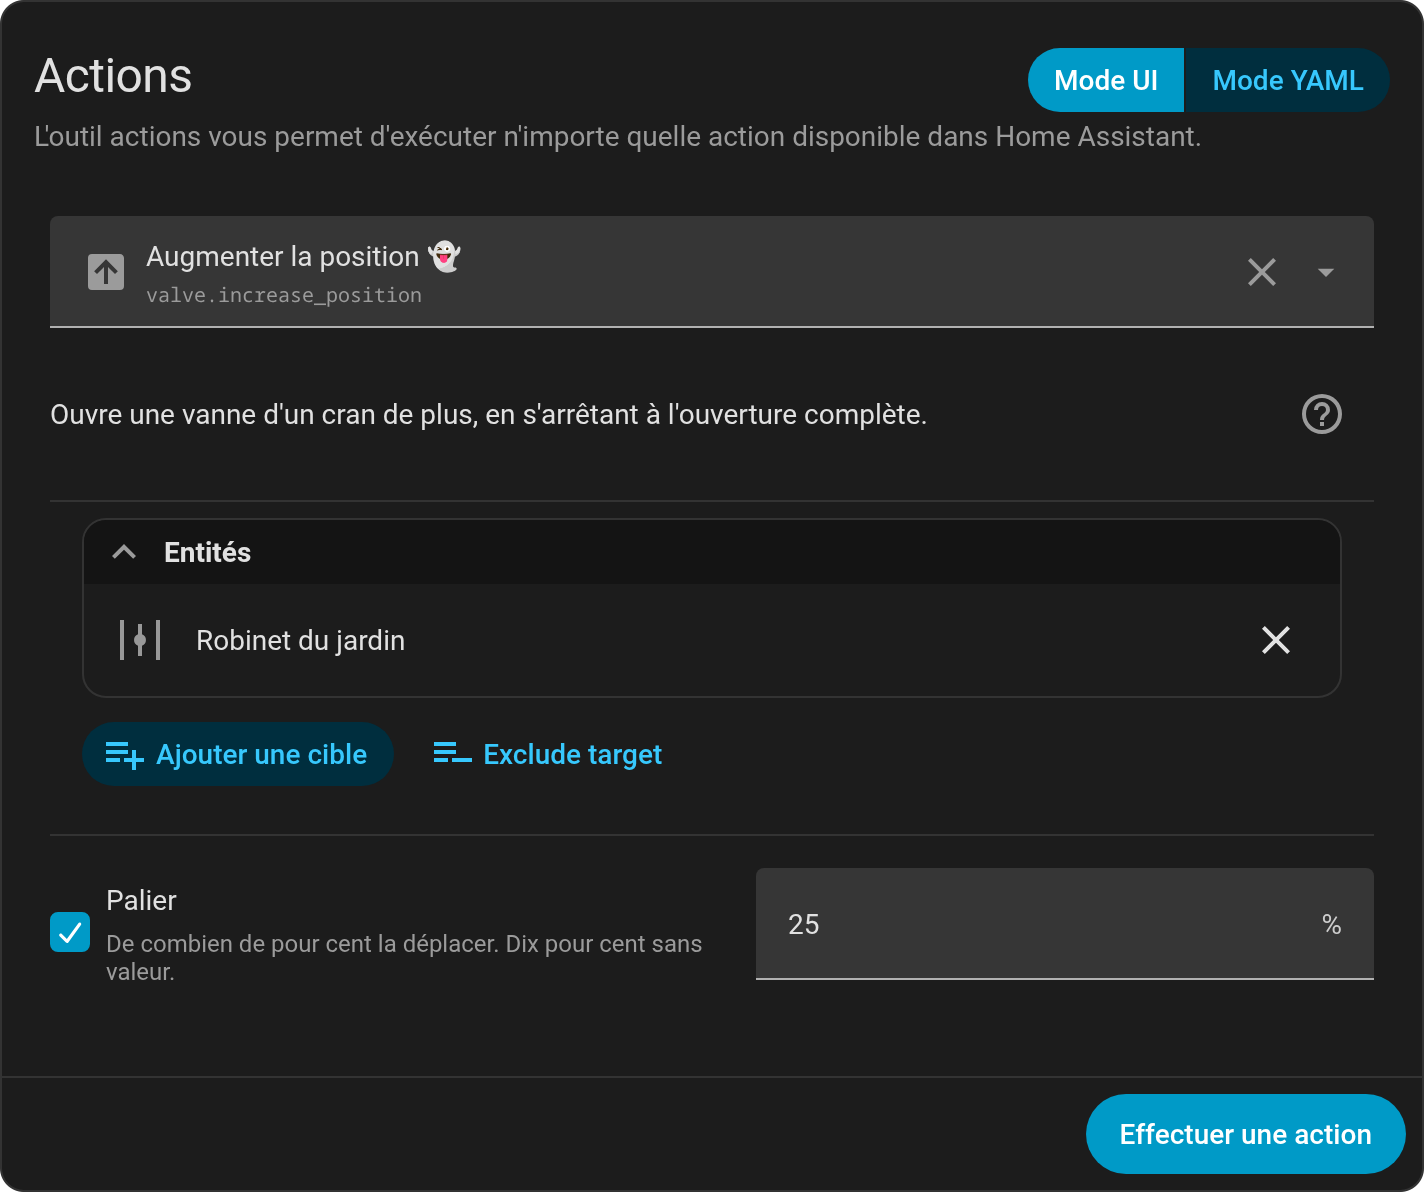 Actions
Mode UI
Mode YAML
L'outil actions vous permet d'exécuter n'importe quelle action disponible dans Home Assistant.
Augmenter la position 👻
valve.increase_position
Ouvre une vanne d'un cran de plus, en s'arrêtant à l'ouverture complète.
Entités
Robinet du jardin
Ajouter une cible
Exclude target
Palier
De combien de pour cent la déplacer. Dix pour cent sans
valeur.
25
%
Effectuer une action